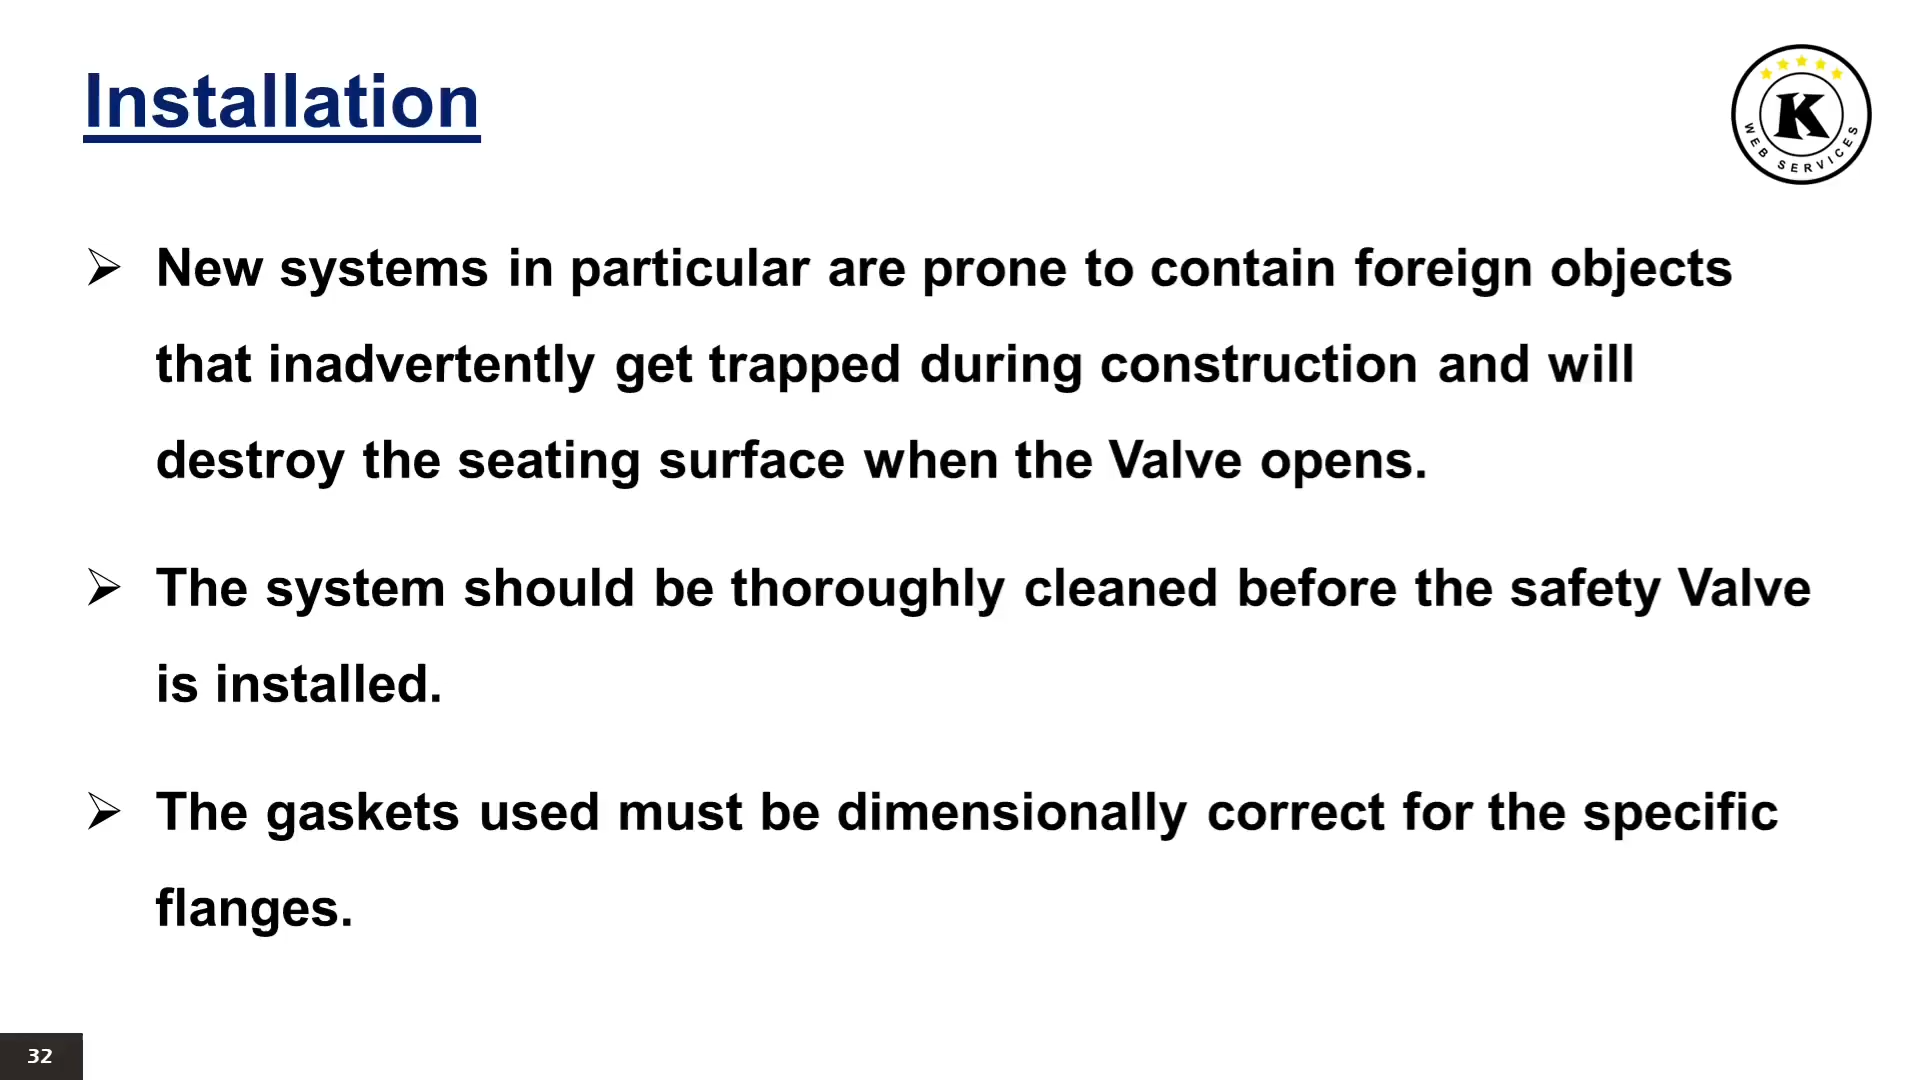 Installation
K
WEB SERVICES
➢ New systems in particular are prone to contain foreign objects
that inadvertently get trapped during construction and will
destroy the seating surface when the Valve opens.
➢ The system should be thoroughly cleaned before the safety Valve
is installed.
➢ The gaskets used must be dimensionally correct for the specific
flanges.
32